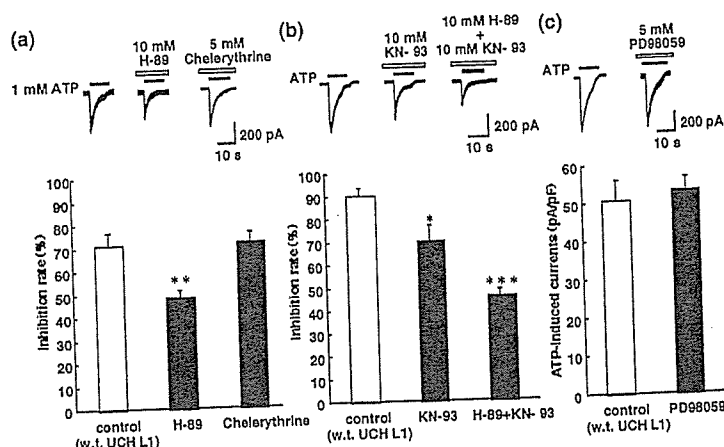 (a)
10 mM
H-89
5 mM
Chelerythrine
1 mM ATP
200 pA
10 s
Inhibition rate (%)
100
90
80
70
60
50
40
30
20
10
0
**
control
(w.t. UCH L1)
H-89
Chelerythrine
(b)
10 mM
KN-93
10 mM H-89
+
10 mM KN-93
ATP
200 pA
10 s
Inhibition rate (%)
100
90
80
70
60
50
40
30
20
10
0
*
***
control
(w.t. UCH L1)
KN-93
H-89+KN-93
(c)
5 mM
PD98059
ATP
200 pA
10 s
ATP-induced currents (pA/pF)
60
50
40
30
20
10
0
control
(w.t. UCH L1)
PD98059